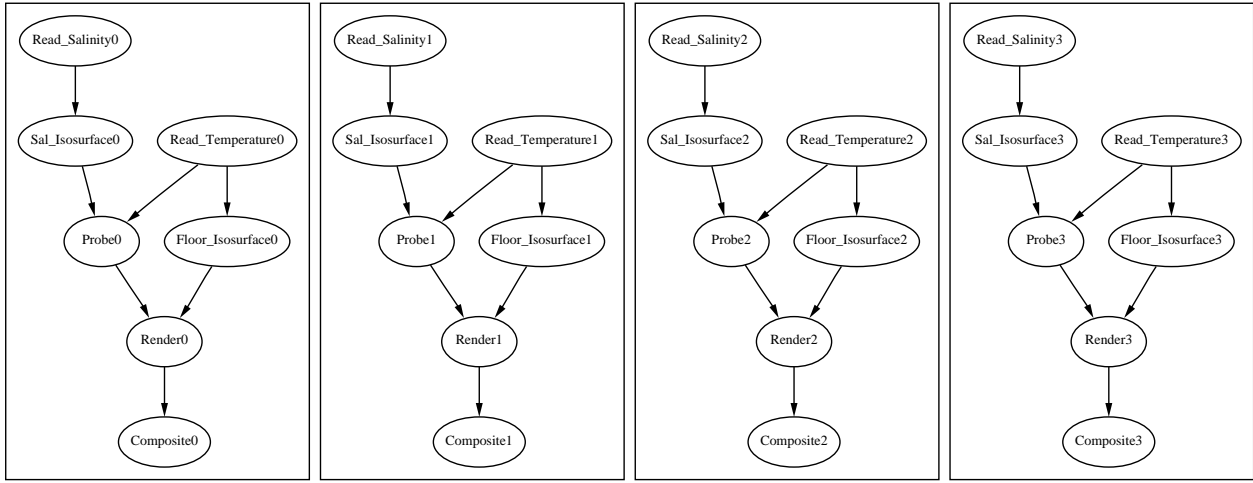 Read_Salinity0
Sal_Isosurface0
Read_Temperature0
Probe0
Floor_Isosurface0
Render0
Composite0
Read_Salinity1
Sal_Isosurface1
Read_Temperature1
Probe1
Floor_Isosurface1
Render1
Composite1
Read_Salinity2
Sal_Isosurface2
Read_Temperature2
Probe2
Floor_Isosurface2
Render2
Composite2
Read_Salinity3
Sal_Isosurface3
Read_Temperature3
Probe3
Floor_Isosurface3
Render3
Composite3